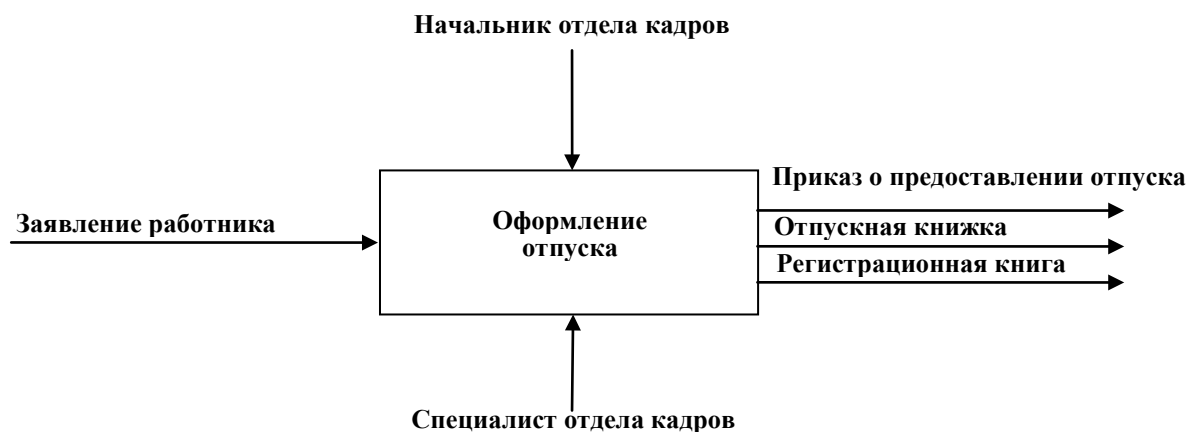 Начальник отдела кадров
Приказ о предоставлении отпуска
Заявление работника
Оформление
отпуска
Отпускная книжка
Регистрационная книга
Специалист отдела кадров